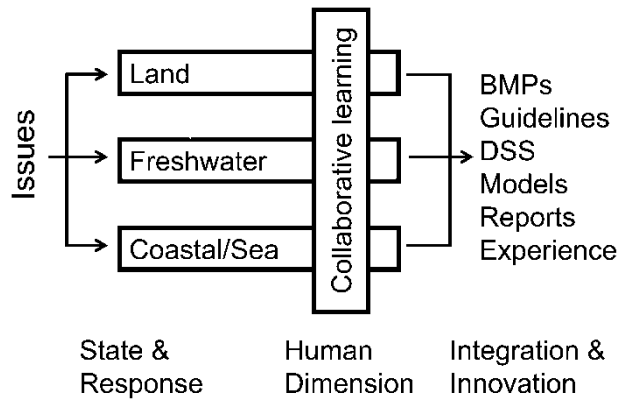 Issues
Land
Freshwater
Coastal/Sea
Collaborative learning
BMPs
Guidelines
DSS
Models
Reports
Experience
State &
Response
Human
Dimension
Integration &
Innovation